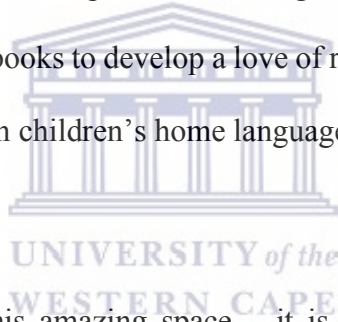 books to develop a love of
children's home language
UNIVERSITY of the
his amazing space
it is
WESTERN CAPE